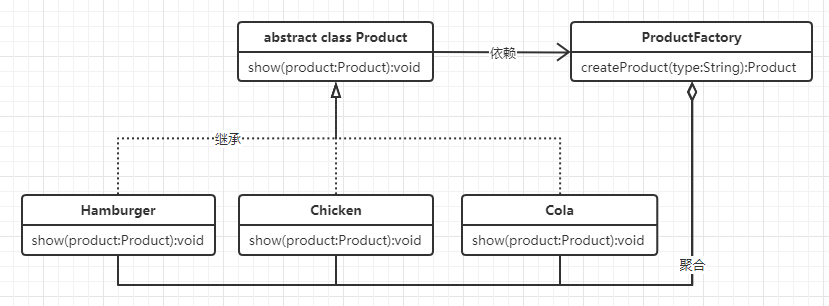 abstract class Product
show(product:Product):void
依赖
ProductFactory
createProduct(type:String):Product
继承
Hamburger
show(product:Product):void
Chicken
show(product:Product):void
Cola
show(product:Product):void
聚合